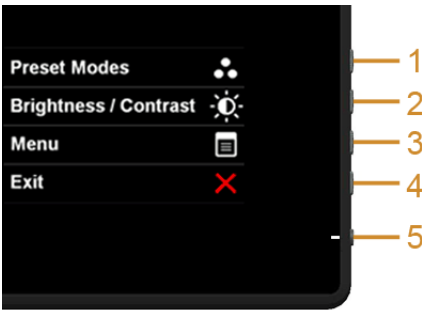 Preset Modes 1
Brightness / Contrast 2
Menu 3
Exit 4
5